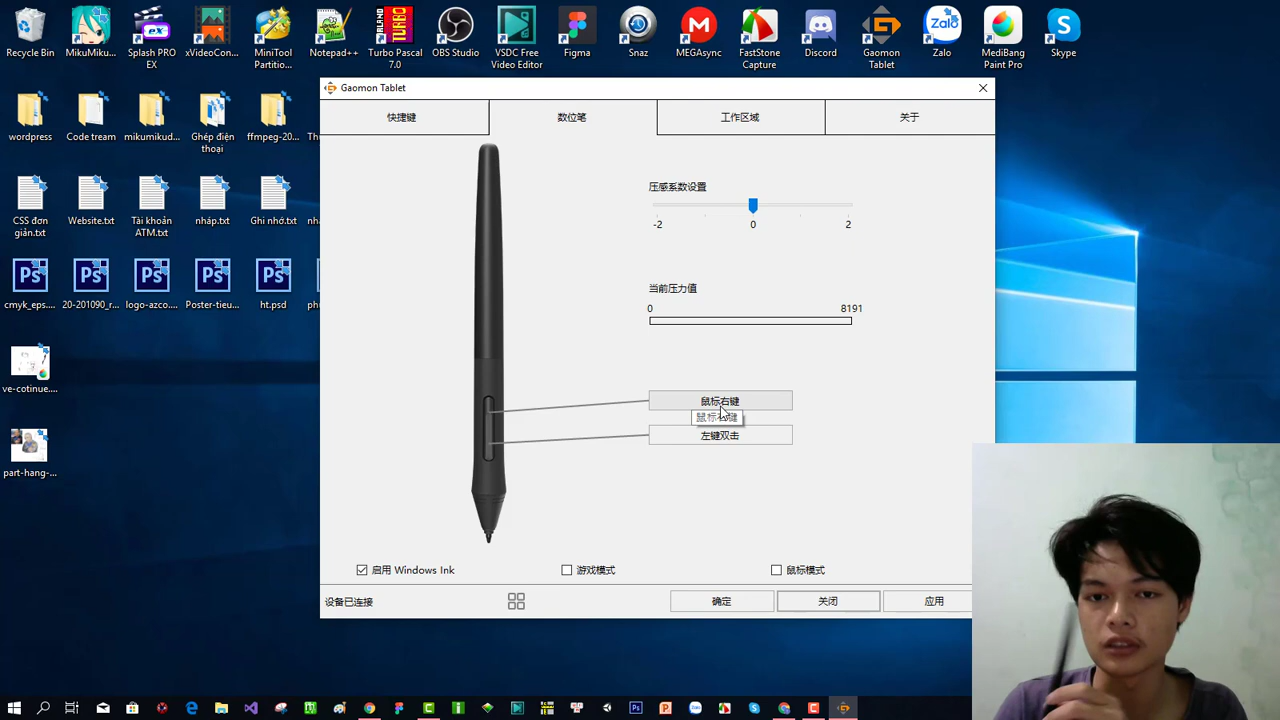 Recycle Bin
MikuMiku...
Splash PRO
EX
xVideoCon...
MiniTool
Partitio...
Notepad++
Turbo Pascal
7.0
OBS Studio
VSDC Free
Video Editor
Figma
Snaz
MEGAsync
FastStone
Capture
Discord
Gaomon
Tablet
Zalo
MediBang
Paint Pro
Skype
Gaomon Tablet
快捷键
数位笔
工作区域
关于
wordpress
Code tream
mikumikud...
Ghép điện
thoại
ffmpeg-20...
压感系数设置
-2
0
2
CSS đơn
giản.txt
Website.txt
Tài khoản
ATM.txt
nháp.txt
Ghi nhớ.txt
当前压力值
0
8191
cmyk_eps....
20-201090_r...
logo-azco....
Poster-tieu...
ht.psd
ve-cotinue....
鼠标右键
左键双击
part-hang-...
启用 Windows Ink
游戏模式
鼠标模式
设备已连接
确定
关闭
应用